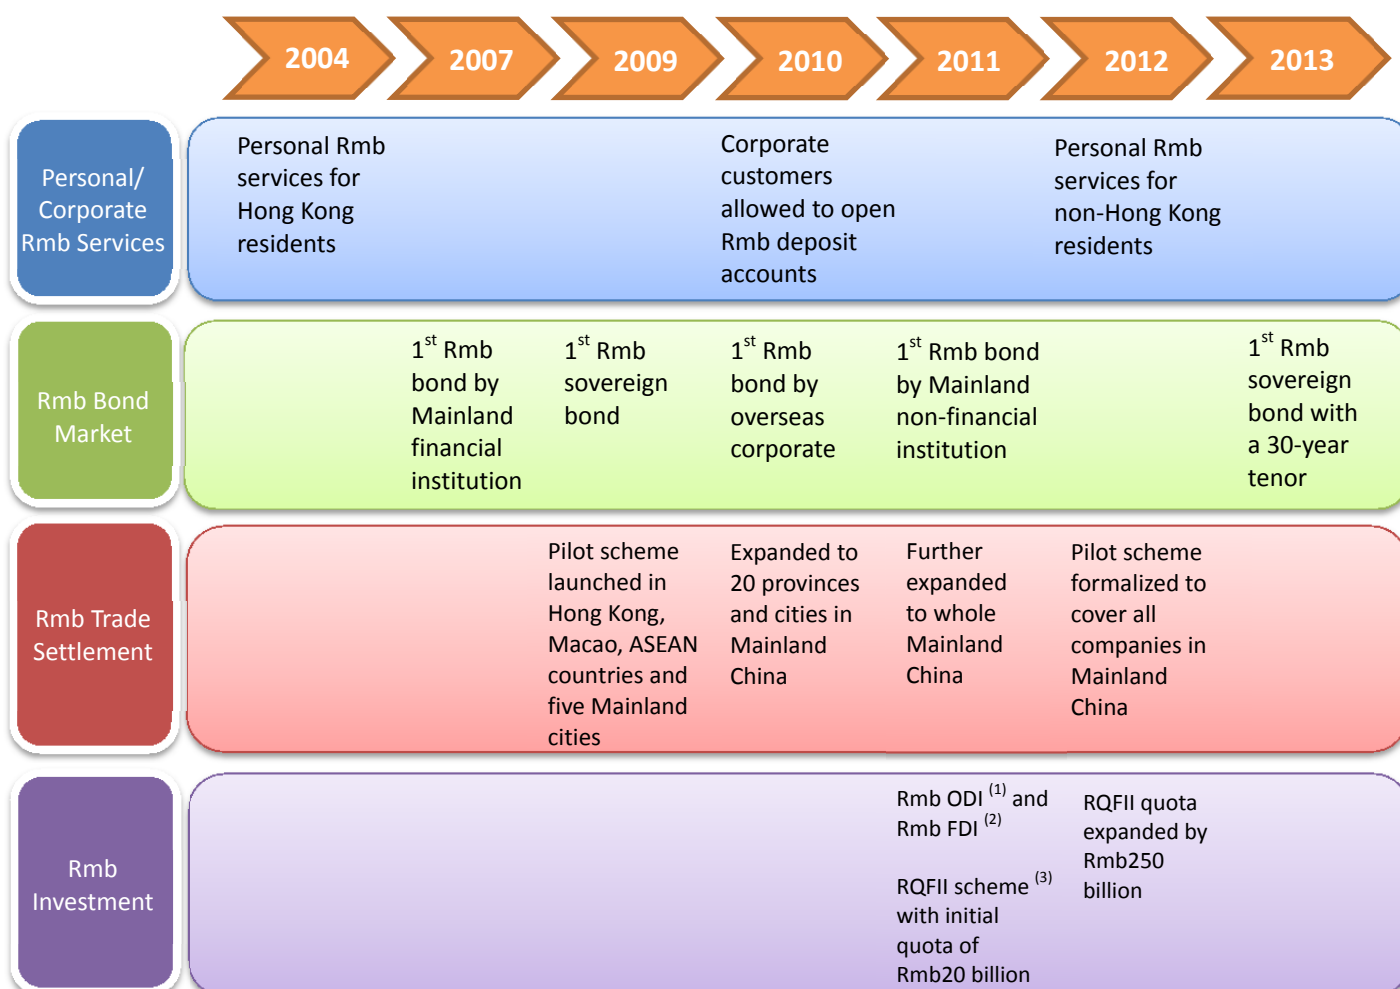 2004
2007
2009
2010
2011
2012
2013
Personal/
Corporate
Rmb Services
Personal Rmb
services for
Hong Kong
residents
Corporate
customers
allowed to open
Rmb deposit
accounts
Personal Rmb
services for
non-Hong Kong
residents
Rmb Bond
Market
1st Rmb
bond by
Mainland
financial
institution
1st Rmb
sovereign
bond
1st Rmb
bond by
overseas
corporate
1st Rmb bond
by Mainland
non-financial
institution
1st Rmb
sovereign
bond with
a 30-year
tenor
Rmb Trade
Settlement
Pilot scheme
launched in
Hong Kong,
Macao, ASEAN
countries and
five Mainland
cities
Expanded to
20 provinces
and cities in
Mainland
China
Further
expanded
to whole
Mainland
China
Pilot scheme
formalized to
cover all
companies in
Mainland
China
Rmb
Investment
Rmb ODI (1) and
Rmb FDI (2)
RQFII scheme (3)
with initial
quota of
Rmb20 billion
RQFII quota
expanded by
Rmb250
billion